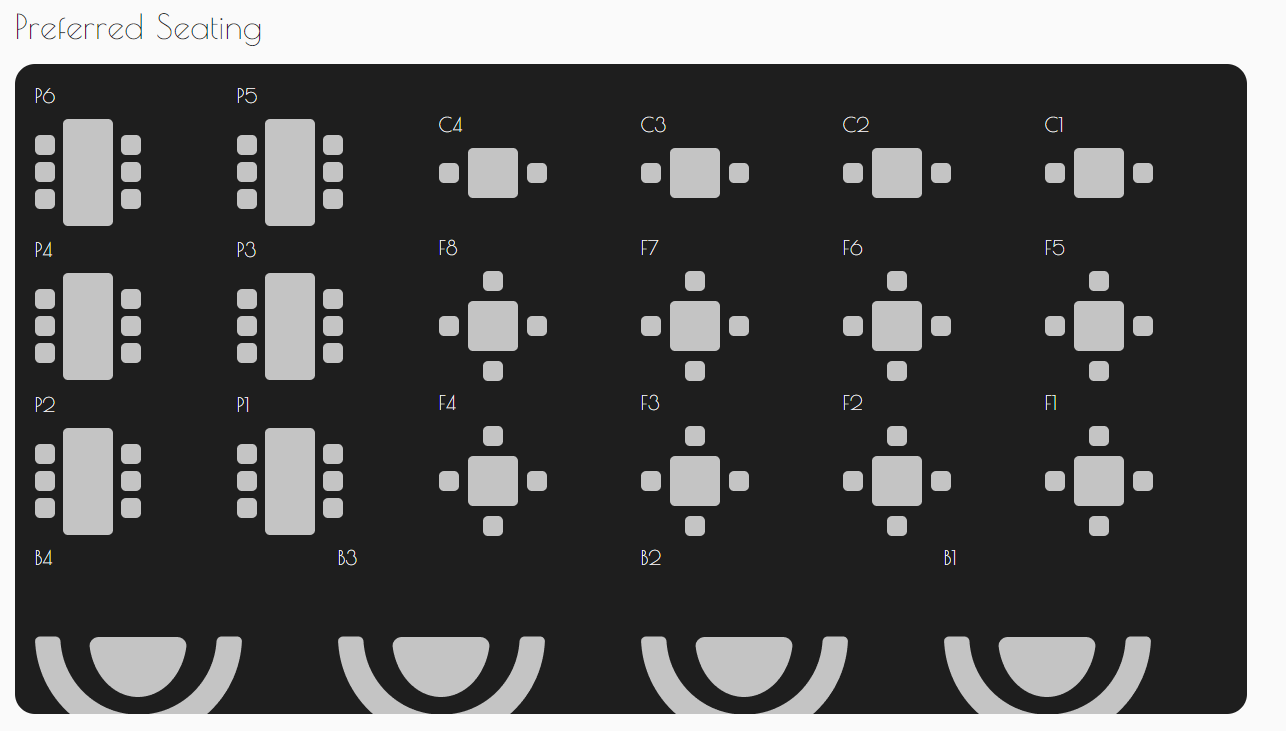 Preferred Seating
P6 P5
C4 C3 C2 C1
P4 P3 F8 F7 F6 F5
P2 P1 F4 F3 F2 F1
B4 B3 B2 B1